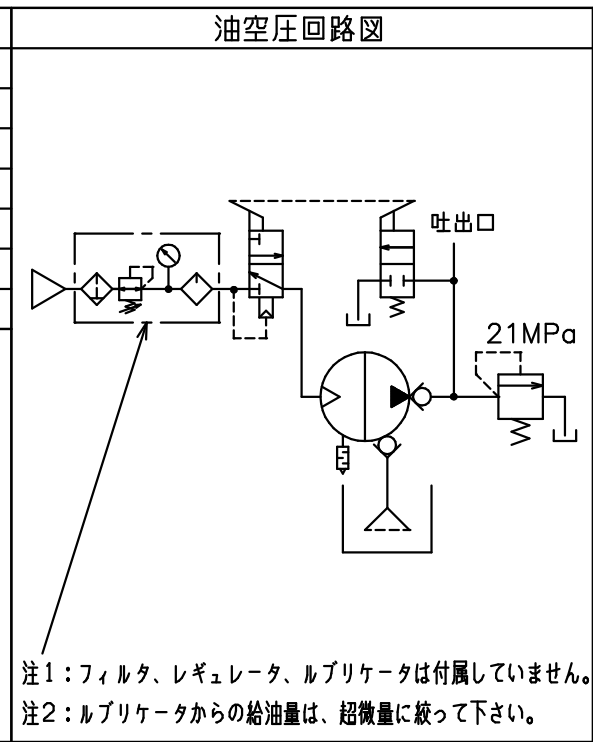 油空圧回路図
吐出口
21MPa
注1：フィルタ、レギュレータ、ルブリケータは付属していません。
注2：ルブリケータからの給油量は、超微量に絞って下さい。